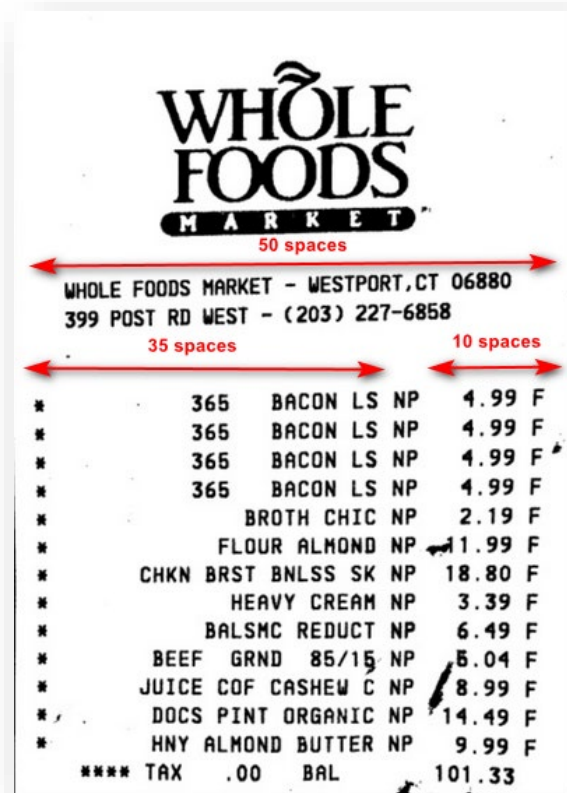 WHOLE
FOODS
MARKET
50 spaces
WHOLE FOODS MARKET - WESTPORT,CT 06880
399 POST RD WEST - (203) 227-6858
35 spaces 10 spaces
* 365 BACON LS NP 4.99 F
* 365 BACON LS NP 4.99 F
* 365 BACON LS NP 4.99 F
* 365 BACON LS NP 4.99 F
* BROTH CHIC NP 2.19 F
* FLOUR ALMOND NP 11.99 F
* CHKN BRST BNLSS SK NP 18.80 F
* HEAVY CREAM NP 3.39 F
* BALSMC REDUCT NP 6.49 F
* BEEF GRND 85/15 NP 5.04 F
* JUICE COF CASHEW C NP 8.99 F
* DOCS PINT ORGANIC NP 14.49 F
* HNY ALMOND BUTTER NP 9.99 F
**** TAX .00 BAL 101.33